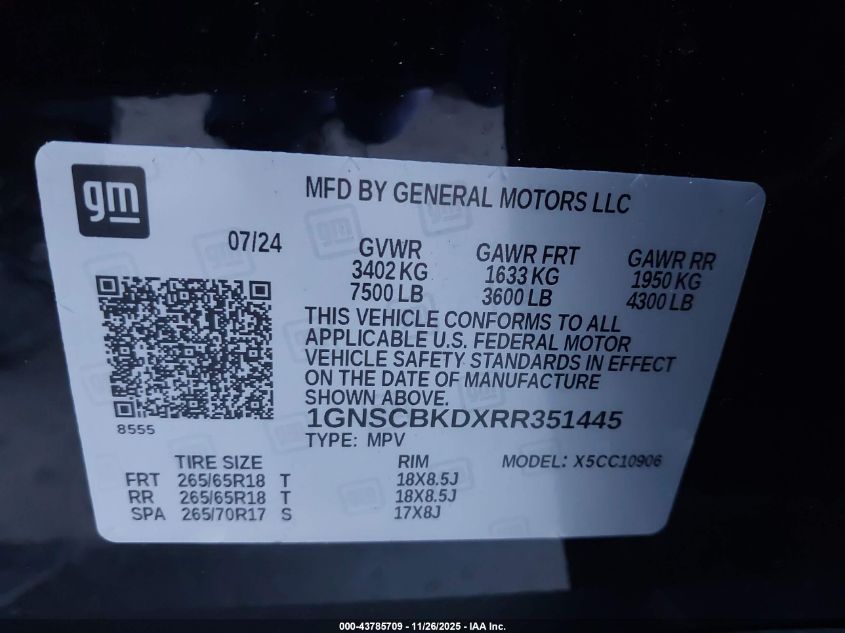 gm
MFD BY GENERAL MOTORS LLC
07/24
GVWR GAWR FRT GAWR RR
3402 KG 1633 KG 1950 KG
7500 LB 3600 LB 4300 LB
THIS VEHICLE CONFORMS TO ALL
APPLICABLE U.S. FEDERAL MOTOR
VEHICLE SAFETY STANDARDS IN EFFECT
ON THE DATE OF MANUFACTURE
SHOWN ABOVE.
8555
1GNSCBKDXRR351445
TYPE: MPV MODEL: X5CC10906
TIRE SIZE RIM
FRT 265/65R18 T 18X8.5J
RR 265/65R18 T 18X8.5J
SPA 265/70R17 S 17X8J
000-43785709 - 11/26/2025 - IAA Inc.